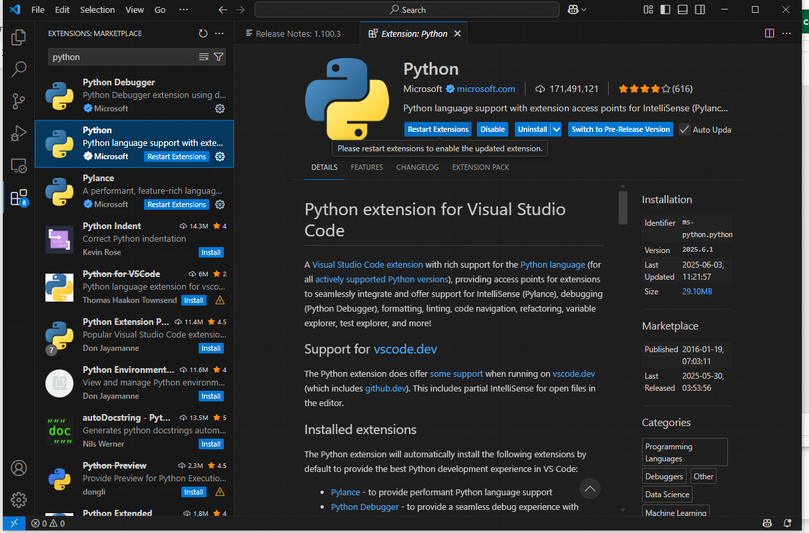 File Edit Selection View Go ··· Search
EXTENSIONS: MARKETPLACE
python
Python Debugger
Python Debugger extension using d...
Microsoft
Python
Python language support with exte...
Microsoft Restart Extensions
Pylance
A performant, feature-rich languag...
Microsoft Restart Extensions
Python Indent 14.3M 4
Correct Python indentation
Kevin Rose Install
Python for VSCode 6M 2
Python language extension for vsco...
Thomas Haakon Townsend Install
Python Extension P... 11.4M 4.5
Popular Visual Studio Code extensio...
Don Jayamanne Install
7
Python Environment... 11.6M 4
View and manage Python environm...
Don Jayamanne Install
autoDocstring - Pyt... 13.5M 5
Generates python docstrings autom...
Nils Werner Install
"""
doc
"""
Python Preview 2.3M 4.5
Provide Preview for Python Executio...
dongli Install
Python Extended 1.8M 4
8
0 0
Release Notes: 1.100.3 Extension: Python
Python
Microsoft microsoft.com 171,491,121 (616)
Python language support with extension access points for IntelliSense (Pylanc...
Restart Extensions Disable Uninstall Switch to Pre-Release Version Auto Upda
Please restart extensions to enable the updated extension.
DETAILS FEATURES CHANGELOG EXTENSION PACK
Python extension for Visual Studio
Code
A Visual Studio Code extension with rich support for the Python language (for
all actively supported Python versions), providing access points for extensions
to seamlessly integrate and offer support for IntelliSense (Pylance), debugging
(Python Debugger), formatting, linting, code navigation, refactoring, variable
explorer, test explorer, and more!
Support for vscode.dev
The Python extension does offer some support when running on vscode.dev
(which includes github.dev). This includes partial IntelliSense for open files in
the editor.
Installed extensions
The Python extension will automatically install the following extensions by
default to provide the best Python development experience in VS Code:
• Pylance - to provide performant Python language support
• Python Debugger - to provide a seamless debug experience with
Installation
Identifier ms-
python.python
Version 2025.6.1
Last 2025-06-03,
Updated 11:21:57
Size 29.10MB
Marketplace
Published 2016-01-19,
07:03:11
Last 2025-05-30,
Released 03:53:56
Categories
Programming
Languages
Debuggers Other
Data Science
Machine Learning